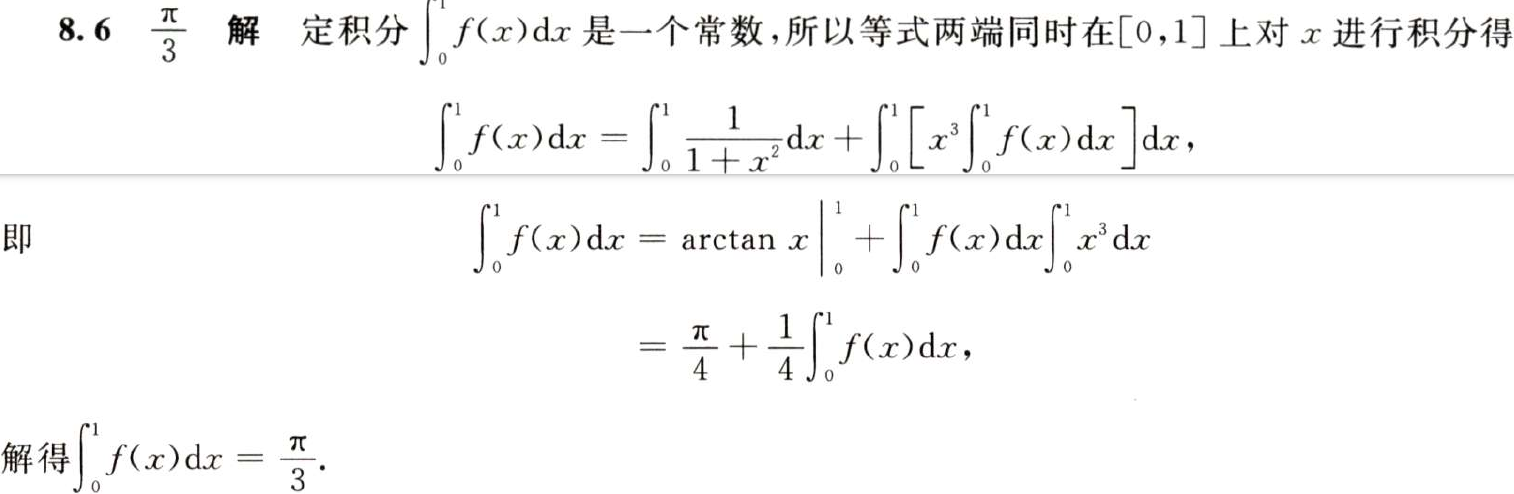 8.6 $\frac{\pi}{3}$ 解 定积分$\int_0^1 f(x)\mathrm{d}x$是一个常数,所以等式两端同时在[0,1]上对 x 进行积分得
$\int_0^1 f(x)\mathrm{d}x = \int_0^1 \frac{1}{1+x^2}\mathrm{d}x + \int_0^1 \left[x^3\int_0^1 f(x)\mathrm{d}x\right]\mathrm{d}x,$
即 $\int_0^1 f(x)\mathrm{d}x = \arctan x\Big|_0^1 + \int_0^1 f(x)\mathrm{d}x\int_0^1 x^3\mathrm{d}x$
$= \frac{\pi}{4} + \frac{1}{4}\int_0^1 f(x)\mathrm{d}x,$
解得$\int_0^1 f(x)\mathrm{d}x = \frac{\pi}{3}.$